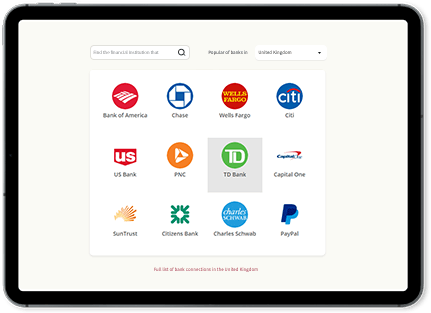 Find the financial institution that
Popular of banks in
United Kingdom
WELLS
FARGO
citi
Bank of America
Chase
Wells Fargo
Citi
us
TD
Capital One
US Bank
PNC
TD Bank
Capital One
charles
SCHWAB
SunTrust
Citizens Bank
Charles Schwab
PayPal
Full list of bank connections in the United Kingdom